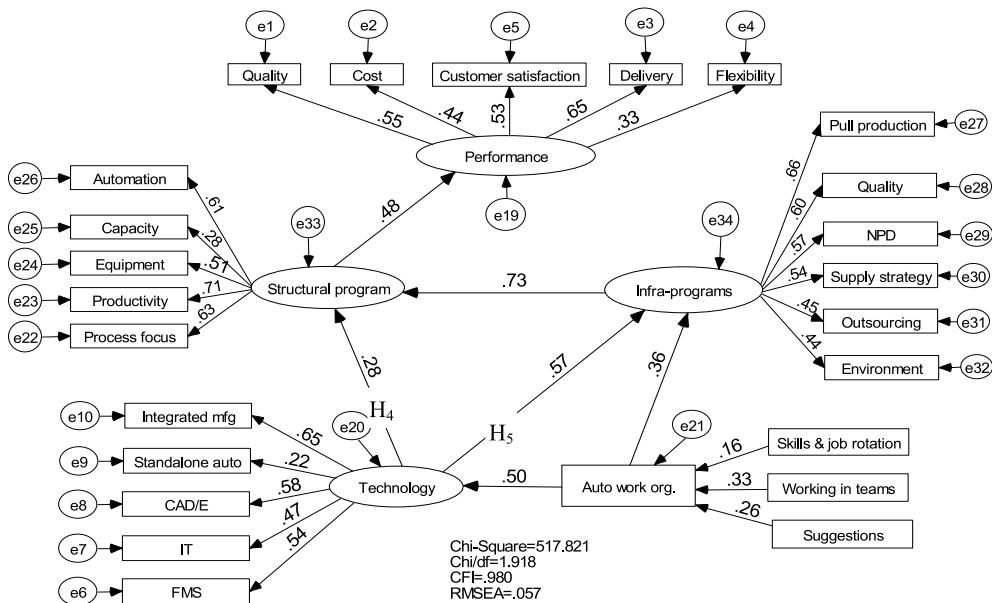 e1
e2
e5
e3
e4
Quality
Cost
Customer satisfaction
Delivery
Flexibility
.55
.44
.53
.65
.33
Performance
e19
Pull production
e27
Quality
e28
NPD
e29
Supply strategy
e30
Outsourcing
e31
Environment
e32
.66
.60
.57
.54
.45
.44
e26
Automation
e25
Capacity
e24
Equipment
e23
Productivity
e22
Process focus
.61
.28
.51
.71
.63
e33
Structural program
.48
.73
e34
Infra-programs
.28
H4
.57
H5
.36
e10
Integrated mfg
e9
Standalone auto
e8
CAD/E
e7
IT
e6
FMS
.65
.22
.58
.47
.54
e20
Technology
.50
e21
Auto work org.
.16
.33
.26
Skills & job rotation
Working in teams
Suggestions
Chi-Square=517.821
Chi/df=1.918
CFI=.980
RMSEA=.057